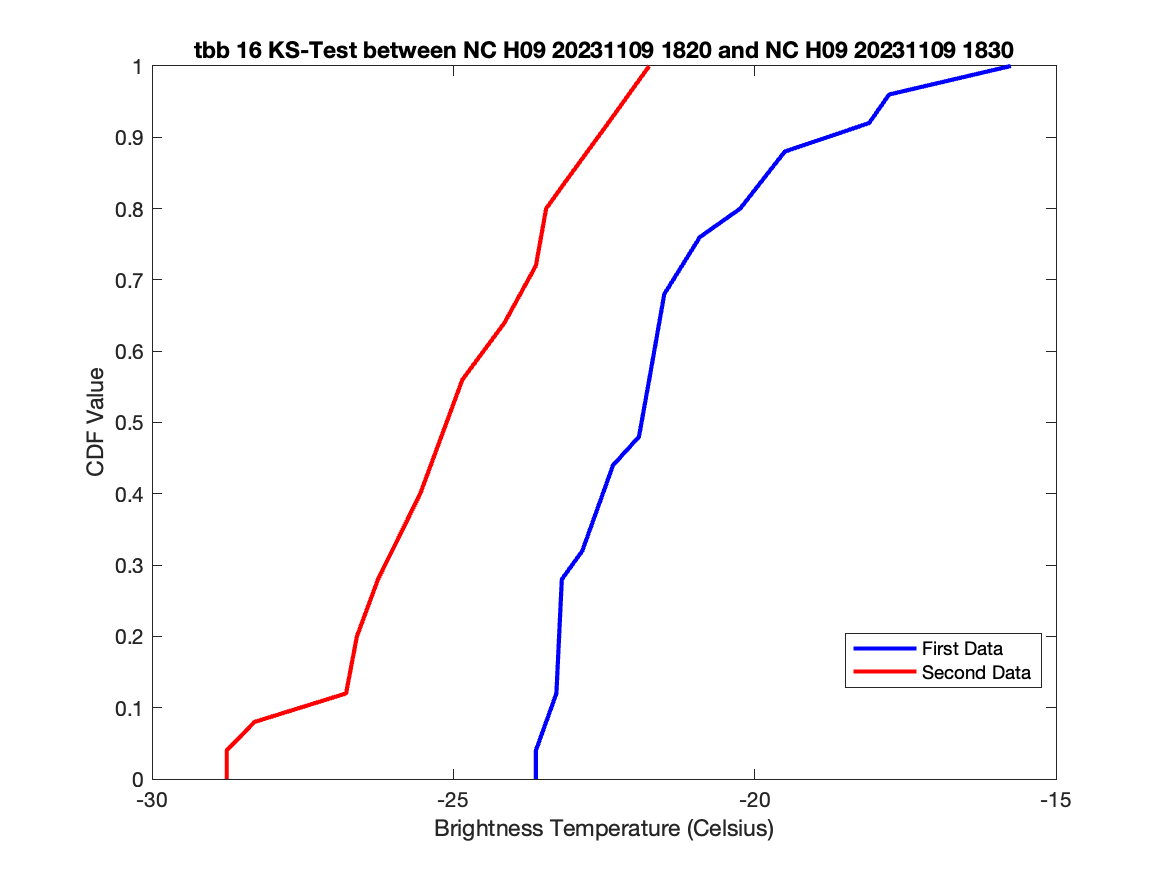 tbb 16 KS-Test between NC H09 20231109 1820 and NC H09 20231109 1830
1
0.9
0.8
0.7
0.6
0.5
0.4
0.3
0.2
0.1
0
CDF Value
First Data
Second Data
-30 -25 -20 -15
Brightness Temperature (Celsius)